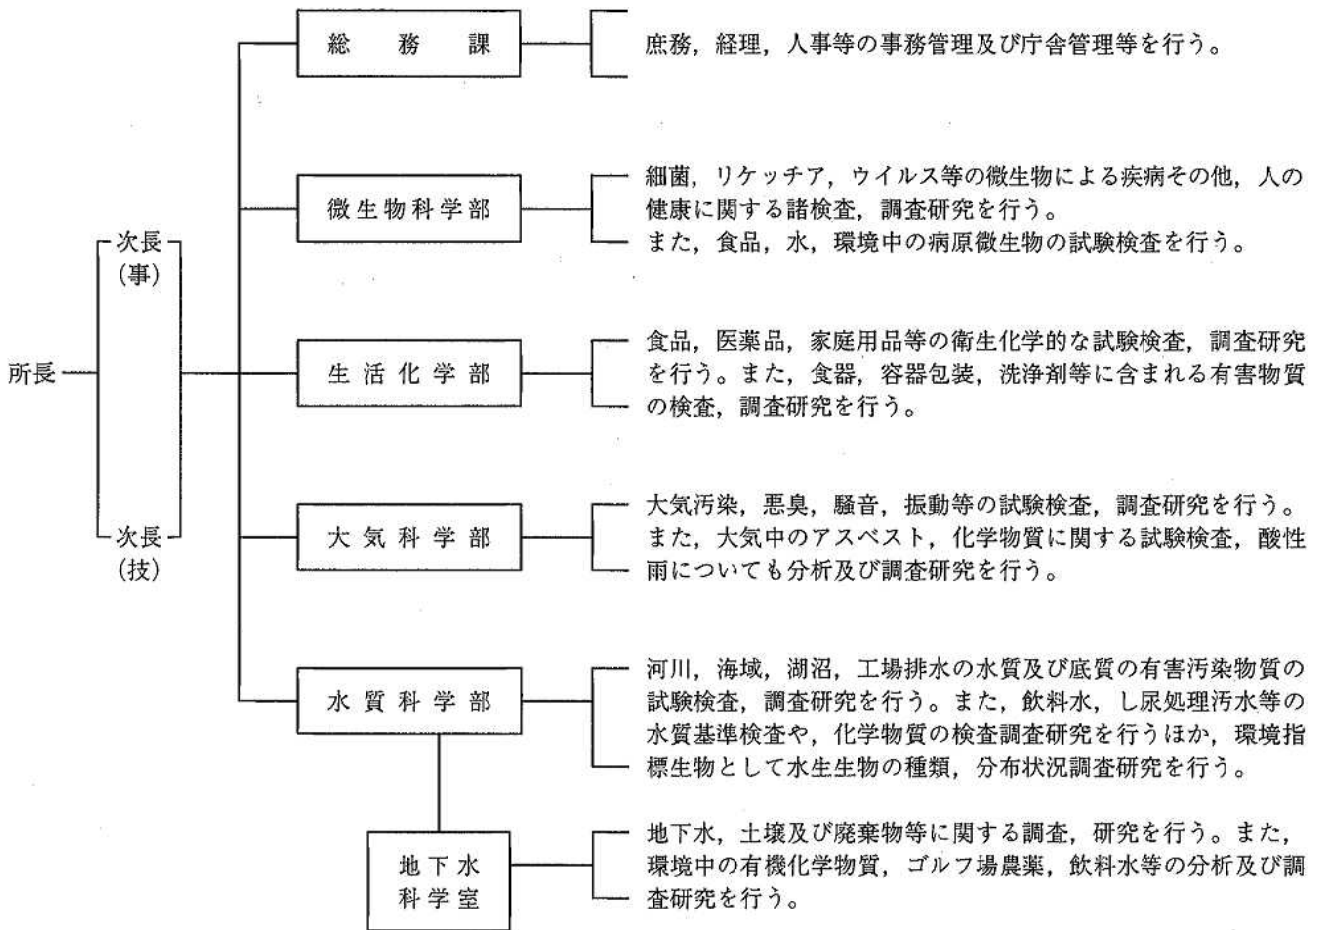 総務課
庶務，経理，人事等の事務管理及び庁舎管理等を行う。
微生物科学部
細菌，リケッチア，ウイルス等の微生物による疾病その他，人の
健康に関する諸検査，調査研究を行う。
また，食品，水，環境中の病原微生物の試験検査を行う。
次長
（事）
所長
生活化学部
食品，医薬品，家庭用品等の衛生化学的な試験検査，調査研究
を行う。また，食器，容器包装，洗浄剤等に含まれる有害物質
の検査，調査研究を行う。
次長
（技）
大気科学部
大気汚染，悪臭，騒音，振動等の試験検査，調査研究を行う。
また，大気中のアスベスト，化学物質に関する試験検査，酸性
雨についても分析及び調査研究を行う。
水質科学部
河川，海域，湖沼，工場排水の水質及び底質の有害汚染物質の
試験検査，調査研究を行う。また，飲料水，し尿処理汚水等の
水質基準検査や，化学物質の検査調査研究を行うほか，環境指
標生物として水生生物の種類，分布状況調査研究を行う。
地下水
科学室
地下水，土壌及び廃棄物等に関する調査，研究を行う。また，
環境中の有機化学物質，ゴルフ場農薬，飲料水等の分析及び調
査研究を行う。